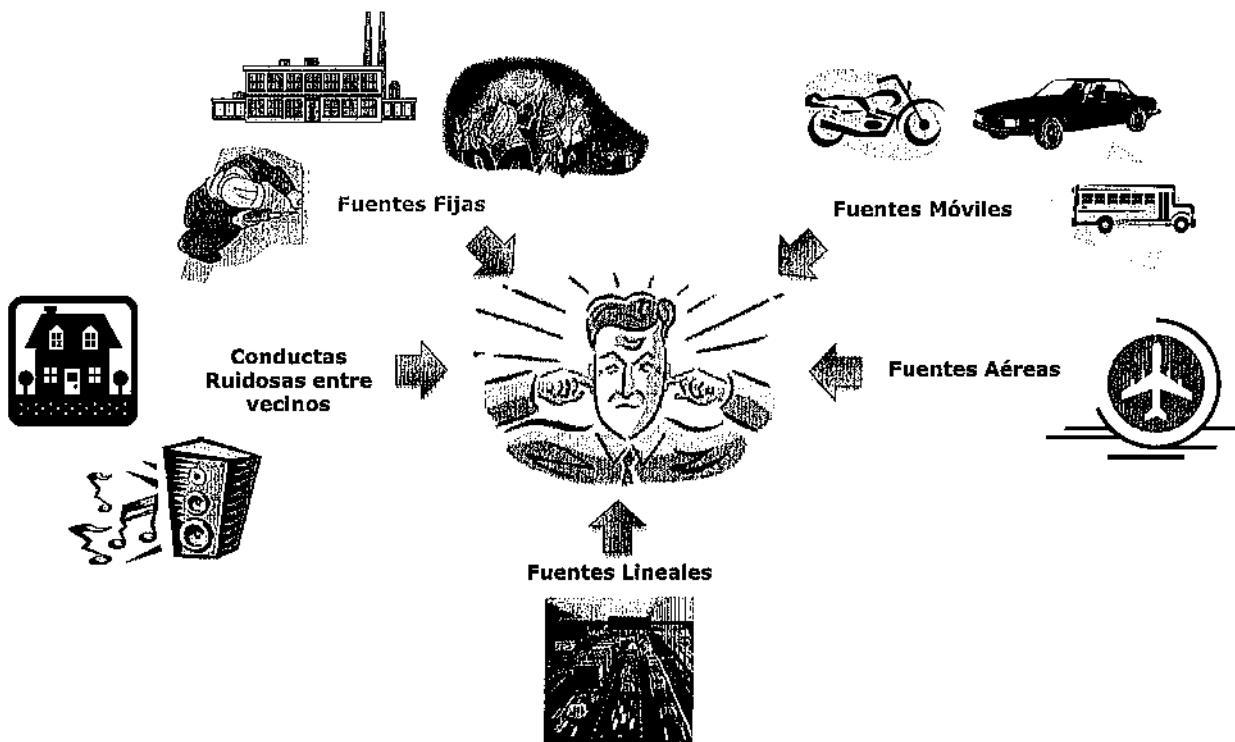 Fuentes Fijas
Fuentes Móviles
Conductas
Ruidosas entre
vecinos
Fuentes Aéreas
Fuentes Lineales